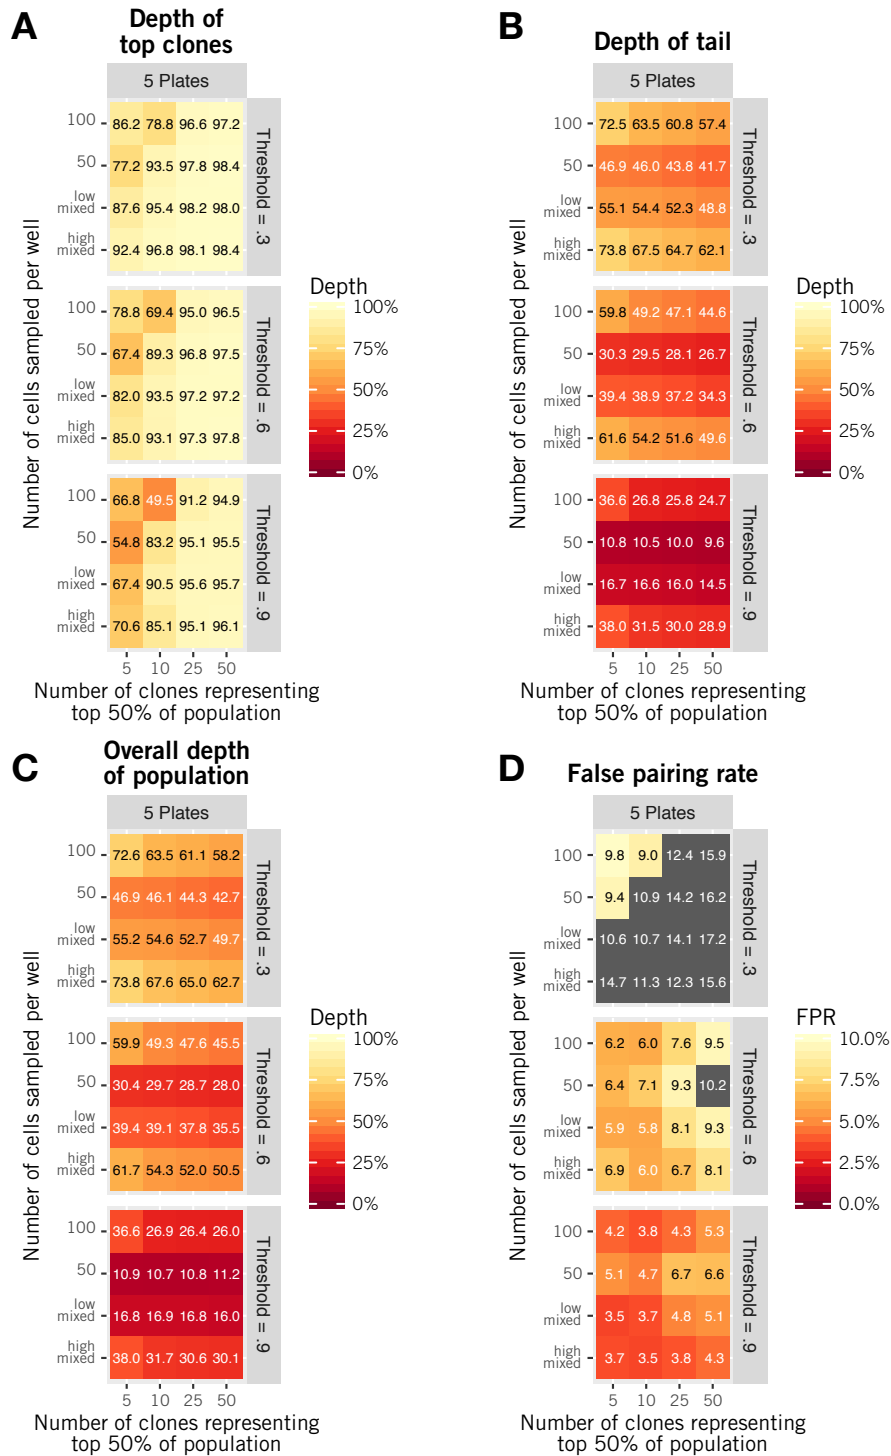 A
Depth of
top clones
5 Plates
Number of cells sampled per well
100 86.2 78.8 96.6 97.2
50 77.2 93.5 97.8 98.4
low
mixed 87.6 95.4 98.2 98.0
high
mixed 92.4 96.8 98.1 98.4
Threshold = .3
100 78.8 69.4 95.0 96.5
50 67.4 89.3 96.8 97.5
low
mixed 82.0 93.5 97.2 97.2
high
mixed 85.0 93.1 97.3 97.8
Threshold = .6
100 66.8 49.5 91.2 94.9
50 54.8 83.2 95.1 95.5
low
mixed 67.4 90.5 95.6 95.7
high
mixed 70.6 85.1 95.1 96.1
Threshold = .9
5 10 25 50
Number of clones representing
top 50% of population
Depth
100%
75%
50%
25%
0%
B
Depth of tail
5 Plates
Number of cells sampled per well
100 72.5 63.5 60.8 57.4
50 46.9 46.0 43.8 41.7
low
mixed 55.1 54.4 52.3 48.8
high
mixed 73.8 67.5 64.7 62.1
Threshold = .3
100 59.8 49.2 47.1 44.6
50 30.3 29.5 28.1 26.7
low
mixed 39.4 38.9 37.2 34.3
high
mixed 61.6 54.2 51.6 49.6
Threshold = .6
100 36.6 26.8 25.8 24.7
50 10.8 10.5 10.0 9.6
low
mixed 16.7 16.6 16.0 14.5
high
mixed 38.0 31.5 30.0 28.9
Threshold = .9
5 10 25 50
Number of clones representing
top 50% of population
Depth
100%
75%
50%
25%
0%
C
Overall depth
of population
5 Plates
Number of cells sampled per well
100 72.6 63.5 61.1 58.2
50 46.9 46.1 44.3 42.7
low
mixed 55.2 54.6 52.7 49.7
high
mixed 73.8 67.6 65.0 62.7
Threshold = .3
100 59.9 49.3 47.6 45.5
50 30.4 29.7 28.7 28.0
low
mixed 39.4 39.1 37.8 35.5
high
mixed 61.7 54.3 52.0 50.5
Threshold = .6
100 36.6 26.9 26.4 26.0
50 10.9 10.7 10.8 11.2
low
mixed 16.8 16.9 16.8 16.0
high
mixed 38.0 31.7 30.6 30.1
Threshold = .9
5 10 25 50
Number of clones representing
top 50% of population
Depth
100%
75%
50%
25%
0%
D
False pairing rate
5 Plates
Number of cells sampled per well
100 9.8 9.0 12.4 15.9
50 9.4 10.9 14.2 16.2
low
mixed 10.6 10.7 14.1 17.2
high
mixed 14.7 11.3 12.3 15.6
Threshold = .3
100 6.2 6.0 7.6 9.5
50 6.4 7.1 9.3 10.2
low
mixed 5.9 5.8 8.1 9.3
high
mixed 6.9 6.0 6.7 8.1
Threshold = .6
100 4.2 3.8 4.3 5.3
50 5.1 4.7 6.7 6.6
low
mixed 3.5 3.7 4.8 5.1
high
mixed 3.7 3.5 3.8 4.3
Threshold = .9
5 10 25 50
Number of clones representing
top 50% of population
FPR
10.0%
7.5%
5.0%
2.5%
0.0%